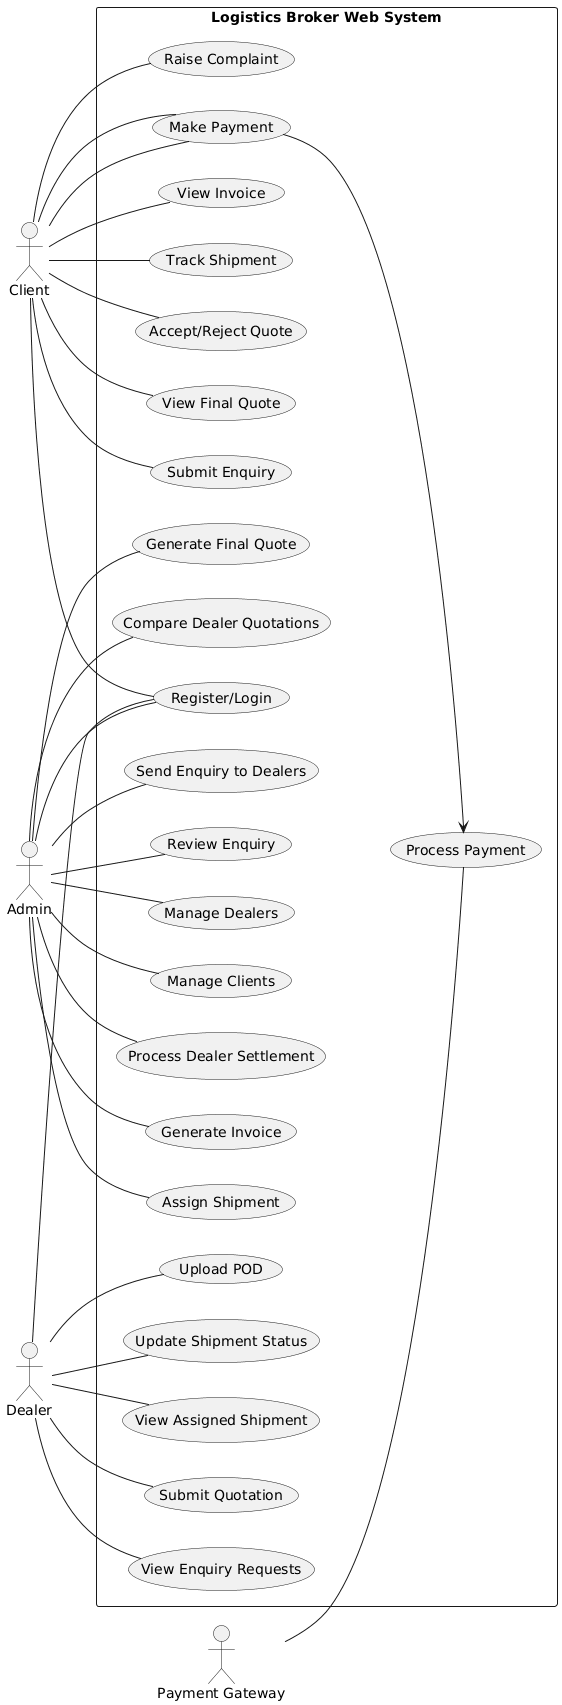 Logistics Broker Web System
Raise Complaint
Make Payment
View Invoice
Track Shipment
Client
Accept/Reject Quote
View Final Quote
Submit Enquiry
Generate Final Quote
Compare Dealer Quotations
Register/Login
Send Enquiry to Dealers
Review Enquiry
Process Payment
Admin
Manage Dealers
Manage Clients
Process Dealer Settlement
Generate Invoice
Assign Shipment
Upload POD
Update Shipment Status
Dealer
View Assigned Shipment
Submit Quotation
View Enquiry Requests
Payment Gateway